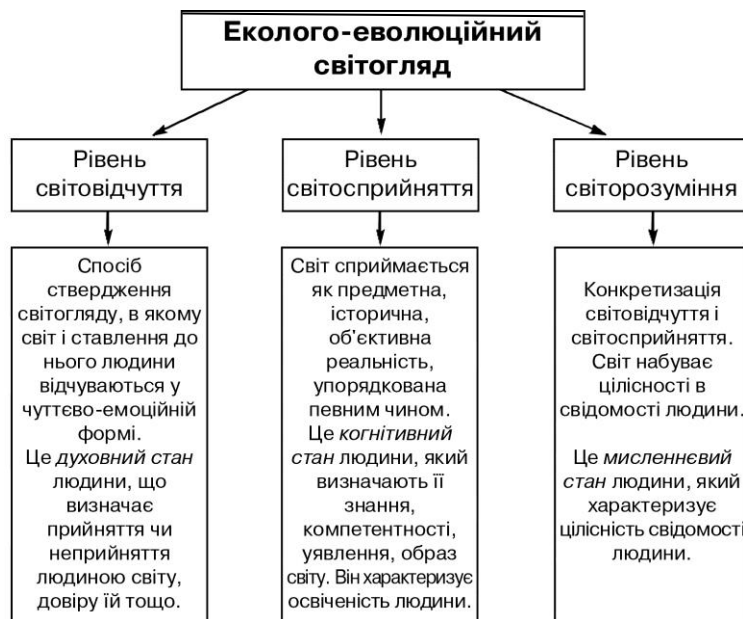 Еколого-еволюційний
світогляд
Рівень
світовідчуття
Рівень
світосприйняття
Рівень
світорозуміння
Спосіб
ствердження
світогляду, в якому
світ і ставлення до
нього людини
відчуваються у
чуттєво-емоційній
формі.
Це духовний стан
людини, що
визначає
прийняття чи
неприйняття
людиною світу,
довіру їй тощо.
Світ сприймається
як предметна,
історична,
об'єктивна
реальність,
упорядкована
певним чином.
Це когнітивний
стан людини, який
визначають її
знання,
компетентності,
уявлення, образ
світу. Він характеризує
освіченість людини.
Конкретизація
світовідчуття і
світосприйняття.
Світ набуває
цілісності в
свідомості людини.
Це мисленнєвий
стан людини, який
характеризує
цілісність свідомості
людини.